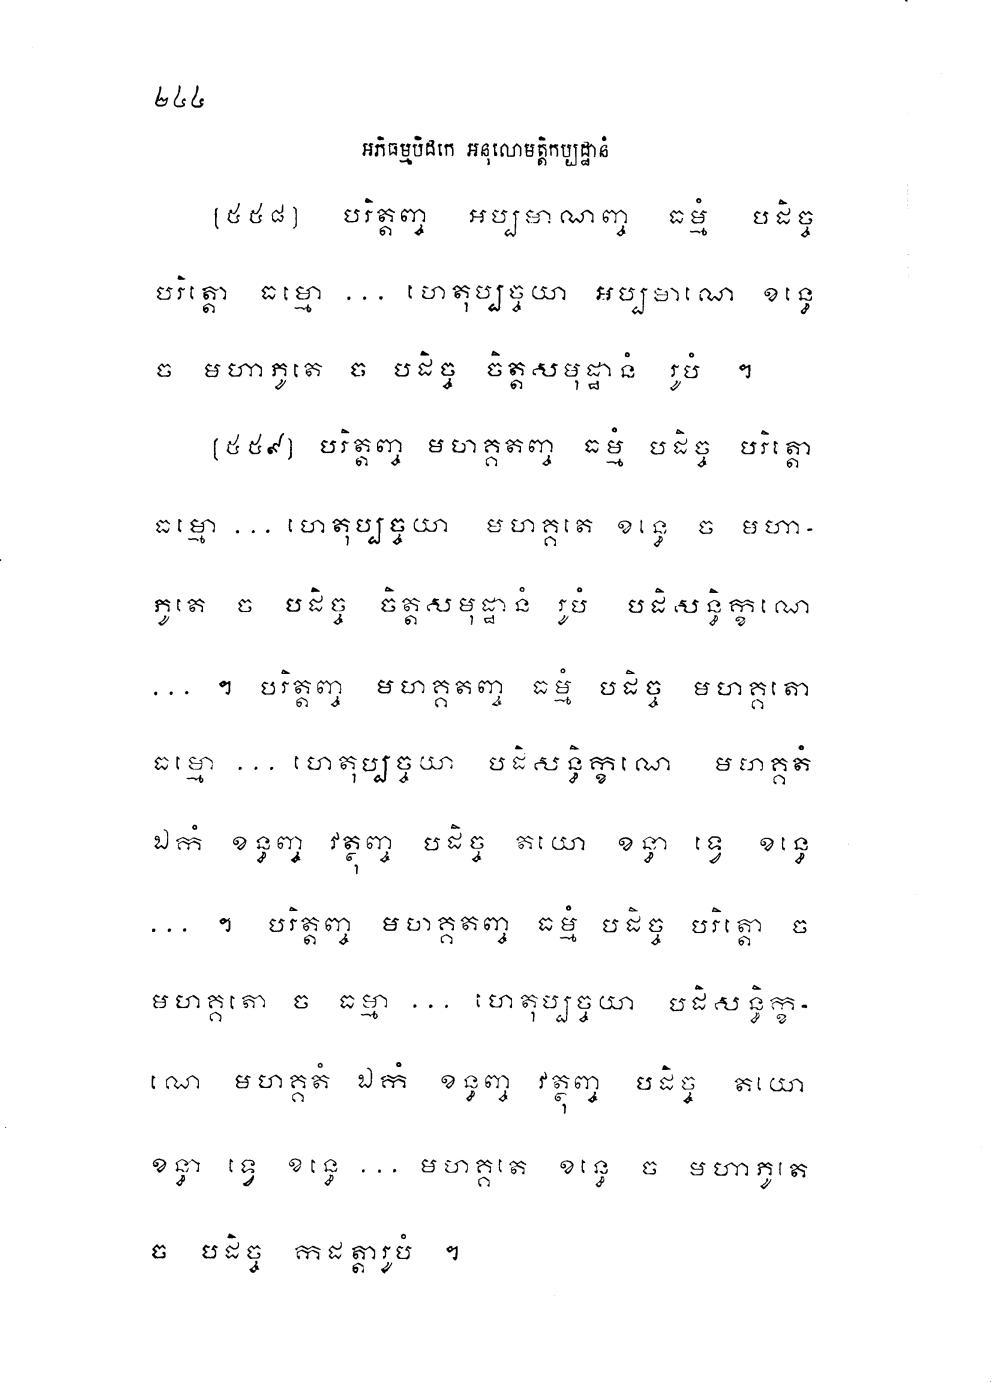 ២៤៤
អភិធម្មបិដកេ អនុលោមត្តិកប្បដ្ឋានំ
(៥៥៨) បរិត្តញ្ច អប្បមាណញ្ច ធម្មំ បដិច្ច
បរិត្តោ ធម្មោ ... ហេតុប្បច្ចយា អប្បមាណេ ខន្ធេ
ច មហាភូតេ ច បដិច្ច ចិត្តសមុដ្ឋានំ រូបំ ។
(៥៥៩) បរិត្តញ្ច មហគ្គតញ្ច ធម្មំ បដិច្ច បរិត្តោ
ធម្មោ ... ហេតុប្បច្ចយា មហគ្គតេ ខន្ធេ ច មហា-
ភូតេ ច បដិច្ច ចិត្តសមុដ្ឋានំ រូបំ បដិសន្ធិក្ខណេ
... ។ បរិត្តញ្ច មហគ្គតញ្ច ធម្មំ បដិច្ច មហគ្គតោ
ធម្មោ ... ហេតុប្បច្ចយា បដិសន្ធិក្ខណេ មហគ្គតំ
ឯកំ ខន្ធញ្ច វត្ថុញ្ច បដិច្ច តយោ ខន្ធា ទ្វេ ខន្ធេ
... ។ បរិត្តញ្ច មហគ្គតញ្ច ធម្មំ បដិច្ច បរិត្តោ ច
មហគ្គតោ ច ធម្មា ... ហេតុប្បច្ចយា បដិសន្ធិក្ខ-
ណេ មហគ្គតំ ឯកំ ខន្ធញ្ច វត្ថុញ្ច បដិច្ច តយោ
ខន្ធា ទ្វេ ខន្ធេ ... មហគ្គតេ ខន្ធេ ច មហាភូតេ
ច បដិច្ច កដត្តារូបំ ។